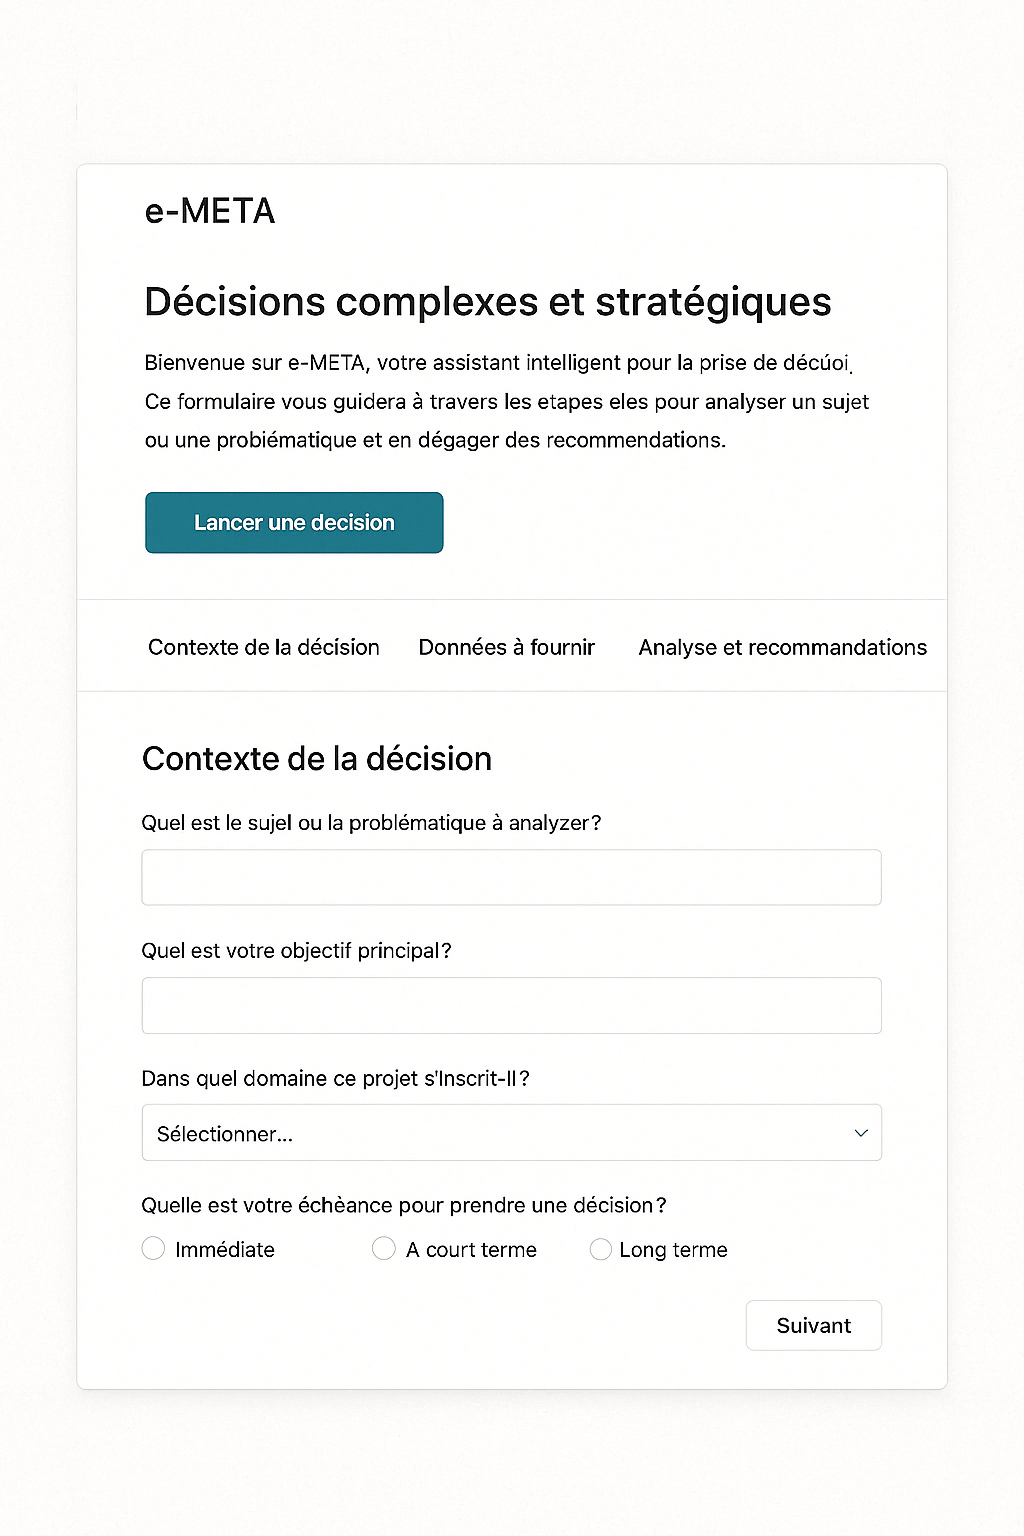 e-META
Décisions complexes et stratégiques
Bienvenue sur e-META, votre assistant intelligent pour la prise de décúoi.
Ce formulaire vous guidera à travers les etapes eles pour analyser un sujet
ou une probiématique et en dégager des recommendations.
Lancer une decision
Contexte de la décísion Données à fournir Analyse et recommandations
Contexte de la décision
Quel est le sujel ou la problématique à analyzer?
Quel est votre objectif principal?
Dans quel domaine ce projet s'Inscrit-Il?
Sélectionner...
Quelle est votre échèance pour prendre une décision?
Immédiate A court terme Long terme
Suivant